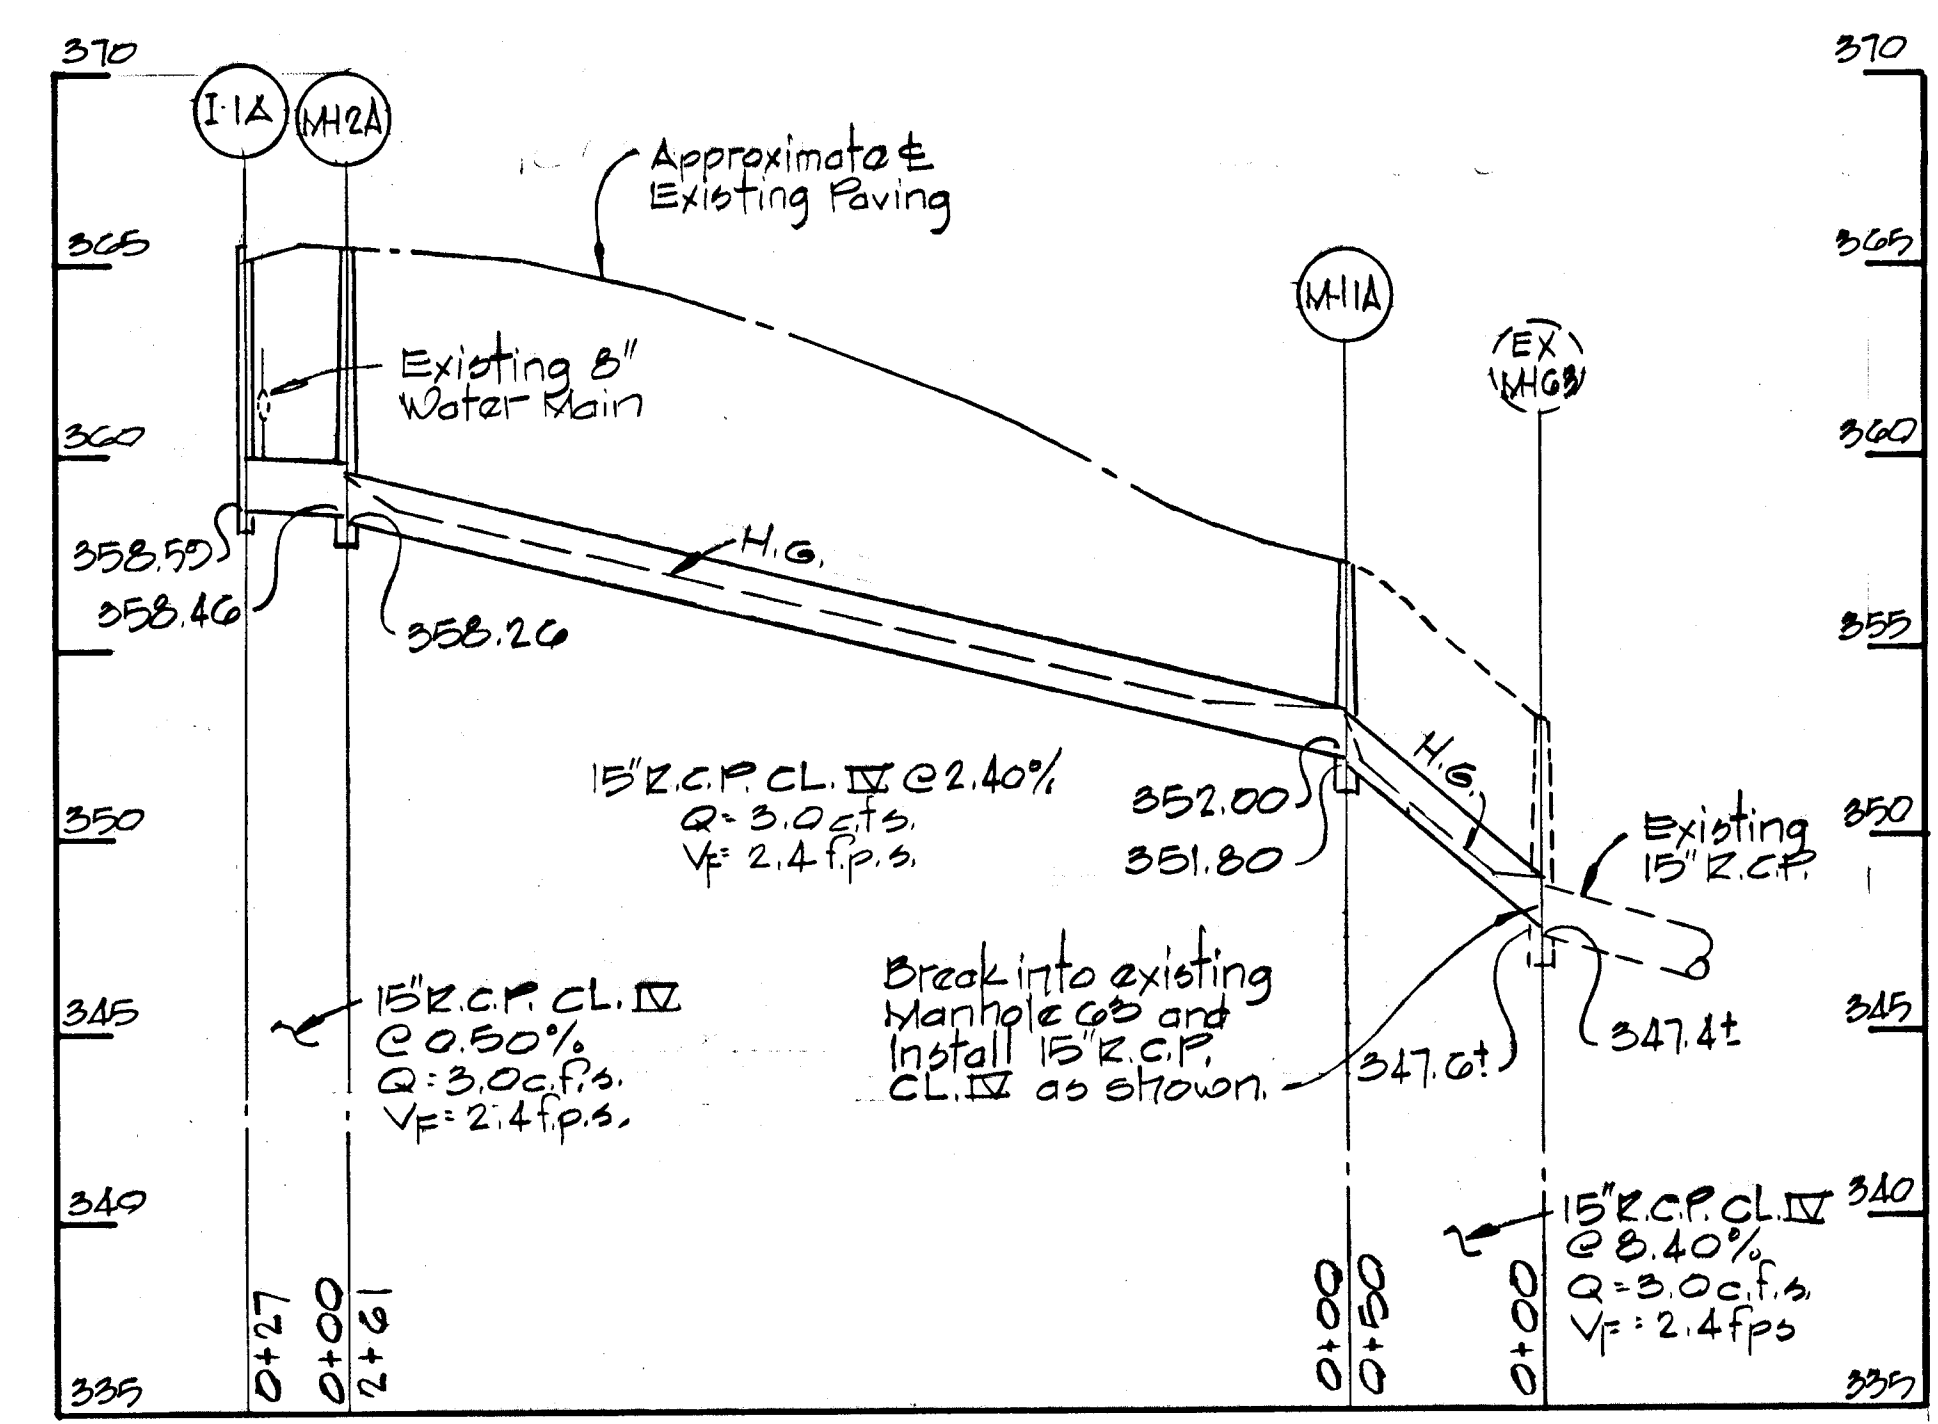 370
370
I-1A
MH2A
Approximate ℄
Existing Paving
365
365
MH1A
EX
MH63
Existing 8"
Water Main
360
360
H.G.
358.59
358.46
358.26
355
H.G.
15" R.C.P. CL. IV @ 2.40%
Q = 3.0 c.f.s.
VF = 2.4 f.p.s.
352.00
351.80
350
350
Existing
15" R.C.P.
Break into existing
Manhole 63 and
Install 15" R.C.P.
CL. IV as shown.
347.6±
347.4±
345
345
15" R.C.P. CL. IV
@ 0.50%
Q = 3.0 c.f.s.
VF = 2.4 f.p.s.
340
340
15" R.C.P. CL. IV
@ 8.40%
Q = 3.0 c.f.s.
VF = 2.4 fps
0+27
0+00
2+61
0+00
0+50
0+00
335
335